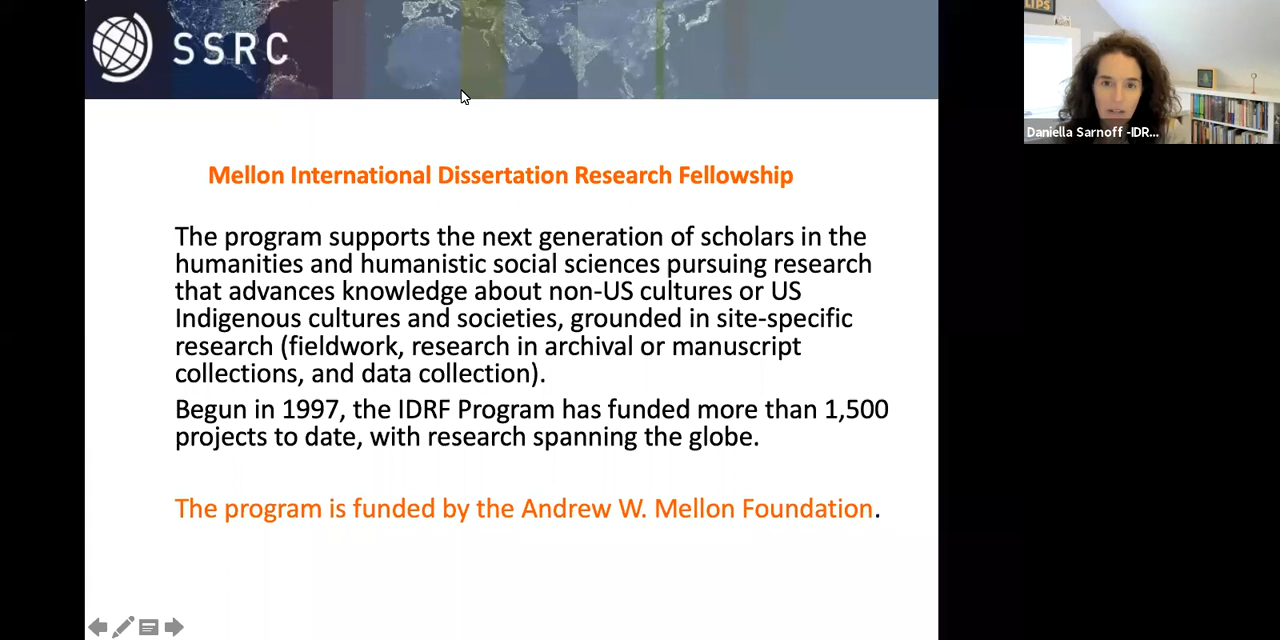 SSRC
LIPS
Daniella Sarnoff -IDR...
Mellon International Dissertation Research Fellowship
The program supports the next generation of scholars in the
humanities and humanistic social sciences pursuing research
that advances knowledge about non-US cultures or US
Indigenous cultures and societies, grounded in site-specific
research (fieldwork, research in archival or manuscript
collections, and data collection).
Begun in 1997, the IDRF Program has funded more than 1,500
projects to date, with research spanning the globe.
The program is funded by the Andrew W. Mellon Foundation.